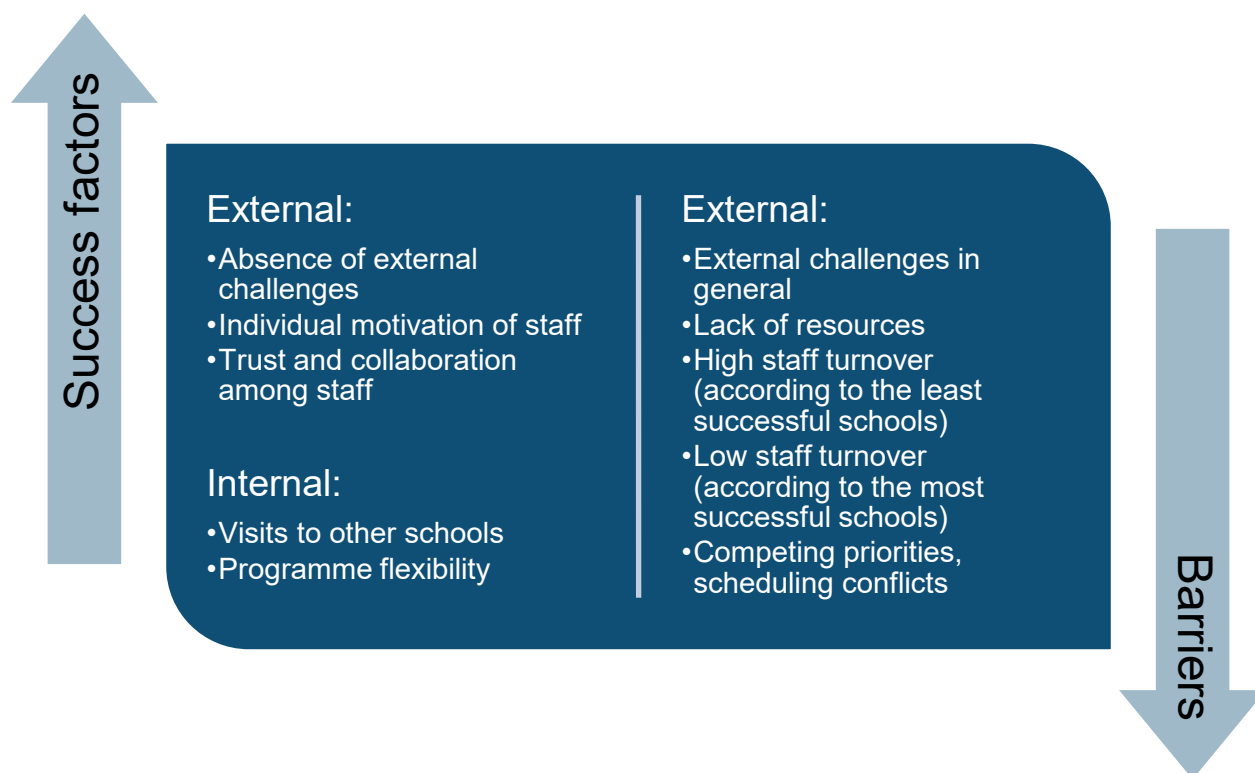 Success factors
External:
•Absence of external
challenges
•Individual motivation of staff
•Trust and collaboration
among staff
Internal:
•Visits to other schools
•Programme flexibility
External:
•External challenges in
general
•Lack of resources
•High staff turnover
(according to the least
successful schools)
•Low staff turnover
(according to the most
successful schools)
•Competing priorities,
scheduling conflicts
Barriers